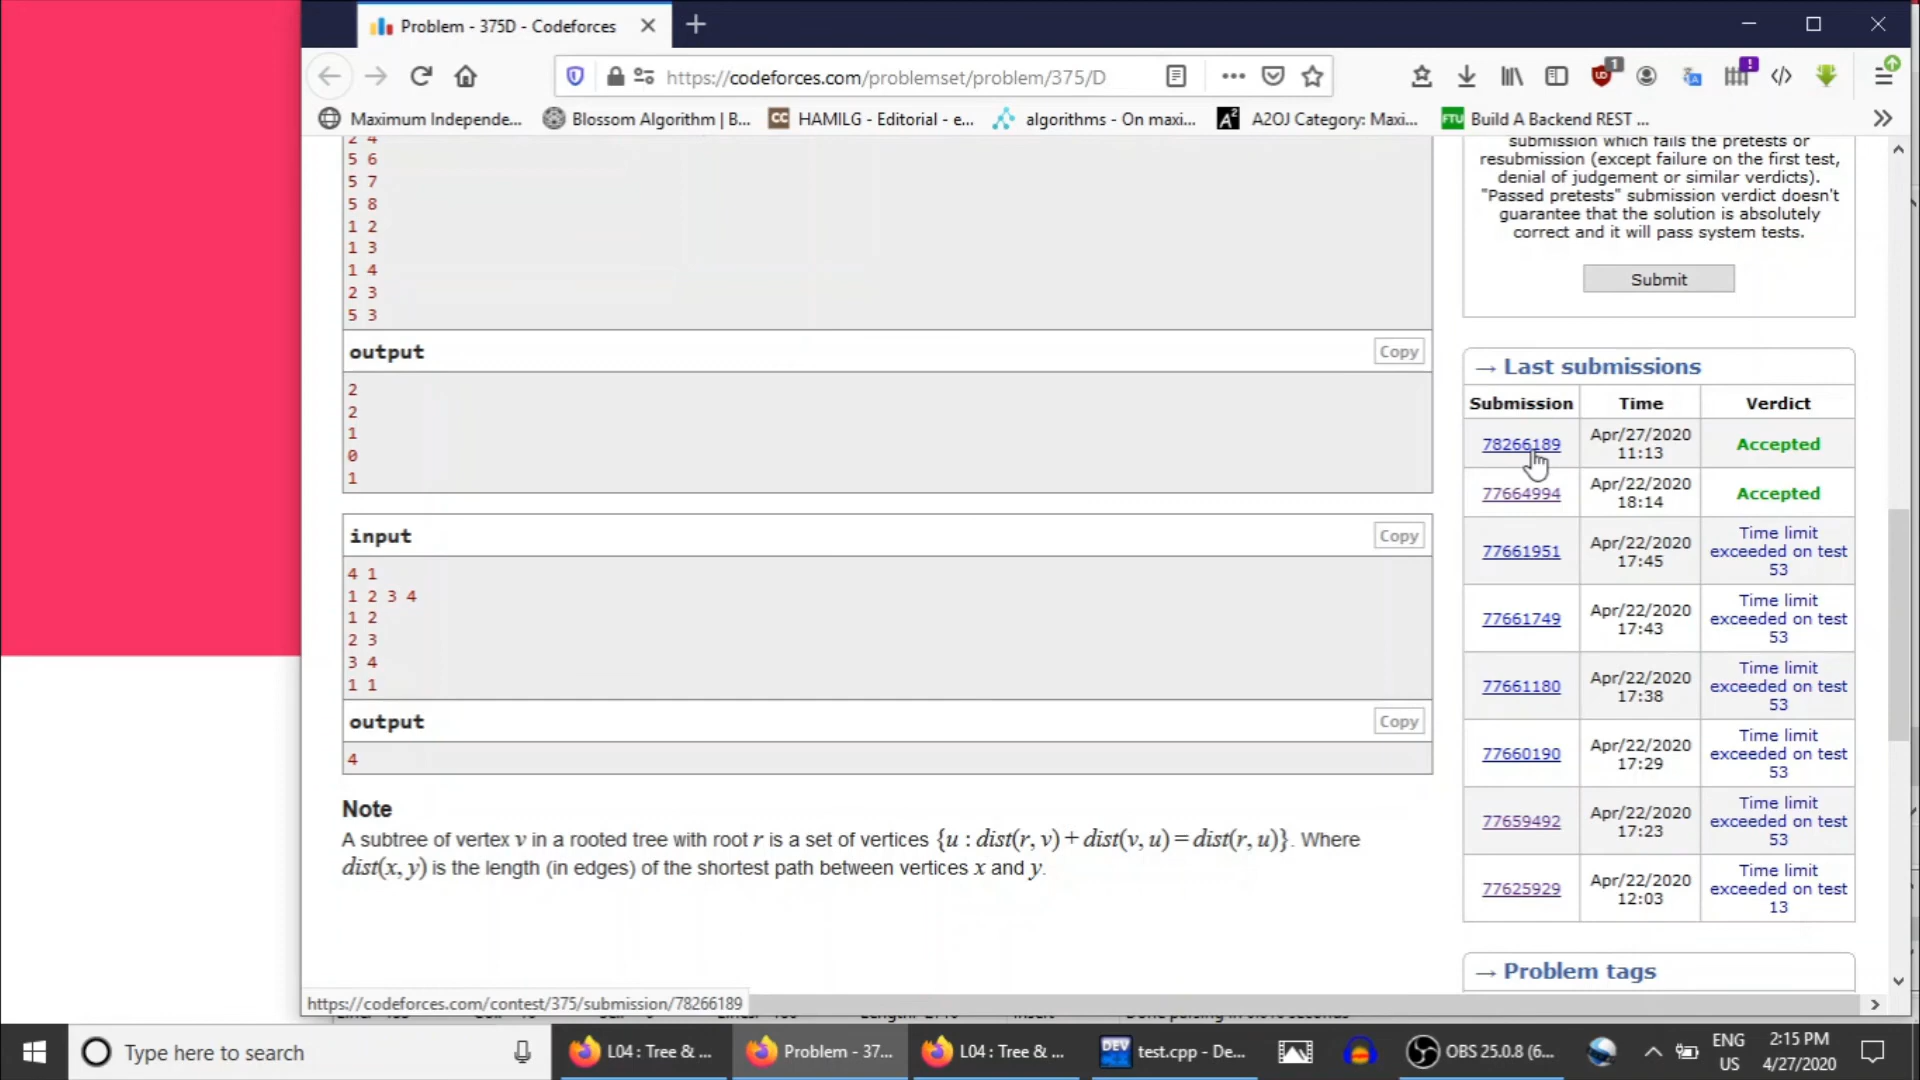 Problem - 375D - Codeforces
https://codeforces.com/problemset/problem/375/D
Maximum Independe...
Blossom Algorithm | B...
CC HAMILG - Editorial - e...
algorithms - On maxi...
A² A2OJ Category: Maxi...
FTU Build A Backend REST ...
2 4
5 6
5 7
5 8
1 2
1 3
1 4
2 3
5 3
output
Copy
2
2
1
0
1
input
Copy
4 1
1 2 3 4
1 2
2 3
3 4
1 1
output
Copy
4
Note
A subtree of vertex v in a rooted tree with root r is a set of vertices {u : dist(r, v) + dist(v, u) = dist(r, u)}. Where
dist(x, y) is the length (in edges) of the shortest path between vertices x and y.
submission which fails the pretests or
resubmission (except failure on the first test,
denial of judgement or similar verdicts).
"Passed pretests" submission verdict doesn't
guarantee that the solution is absolutely
correct and it will pass system tests.
Submit
→ Last submissions
Submission Time Verdict
78266189 Apr/27/2020 11:13 Accepted
77664994 Apr/22/2020 18:14 Accepted
77661951 Apr/22/2020 17:45 Time limit exceeded on test 53
77661749 Apr/22/2020 17:43 Time limit exceeded on test 53
77661180 Apr/22/2020 17:38 Time limit exceeded on test 53
77660190 Apr/22/2020 17:29 Time limit exceeded on test 53
77659492 Apr/22/2020 17:23 Time limit exceeded on test 53
77625929 Apr/22/2020 12:03 Time limit exceeded on test 13
→ Problem tags
https://codeforces.com/contest/375/submission/78266189
Type here to search
L04 : Tree & ...
Problem - 37...
L04 : Tree & ...
DEV test.cpp - De...
OBS 25.0.8 (6...
ENG
US
2:15 PM
4/27/2020